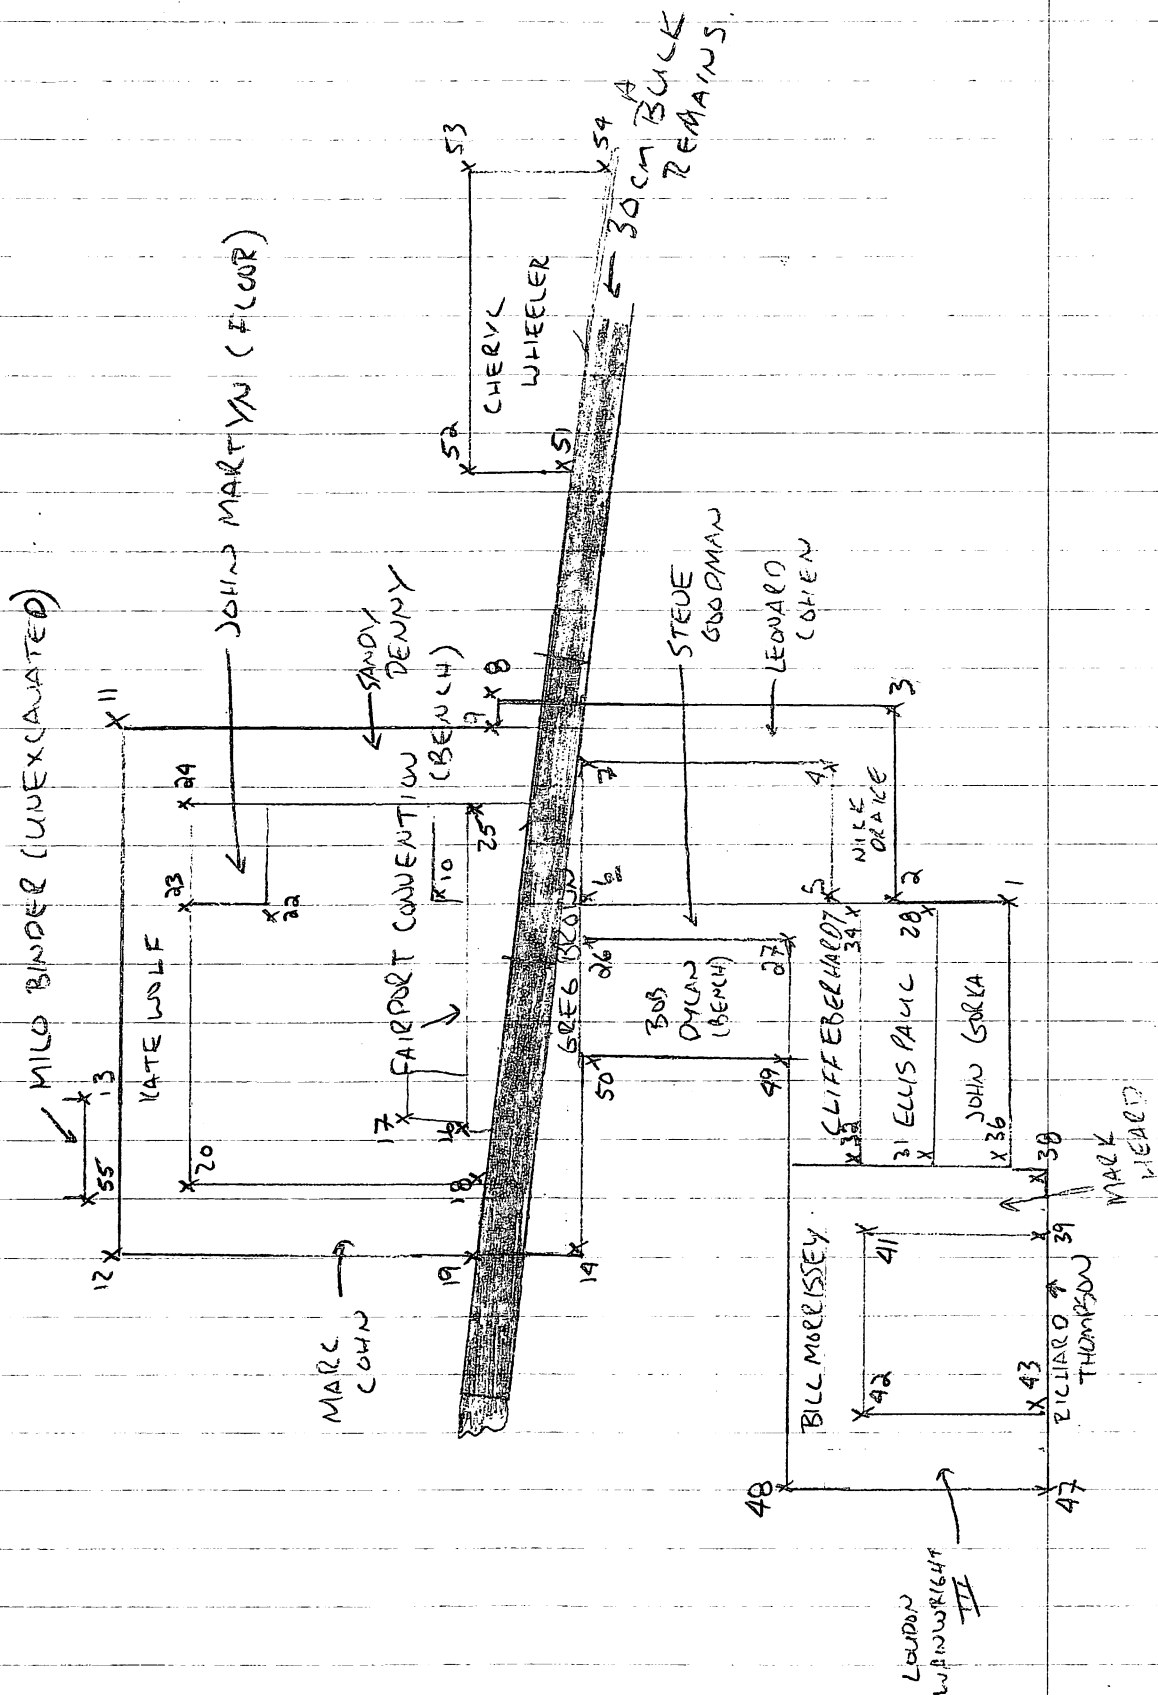 MILO BINDER (UNEXCAVATED)
JOHN MARTYN (FLOOR)
KATE WOLF
SANDY
DENNY
FAIRPORT CONVENTION
(BENCH)
MARC
COHN
CHERYL
WHEELER
30 CM BULK
REMAINS.
GREG BROWN
STEVE
GOODMAN
LEONARD
COHEN
BOB
DYLAN
(BENCH)
NICK
DRAKE
CLIFF EBERHARDT
ELLIS PAUL
JOHN GORKA
MARK
HEARD
BILL MORRISSEY
RICHARD
THOMPSON
LOUDON
WAINWRIGHT
III
12
55
13
11
20
23
24
22
17
16
18
19
14
10
25
9
8
52
53
51
54
50
26
6
7
49
27
5
4
3
2
1
34
32
31
28
36
38
39
41
42
43
48
47